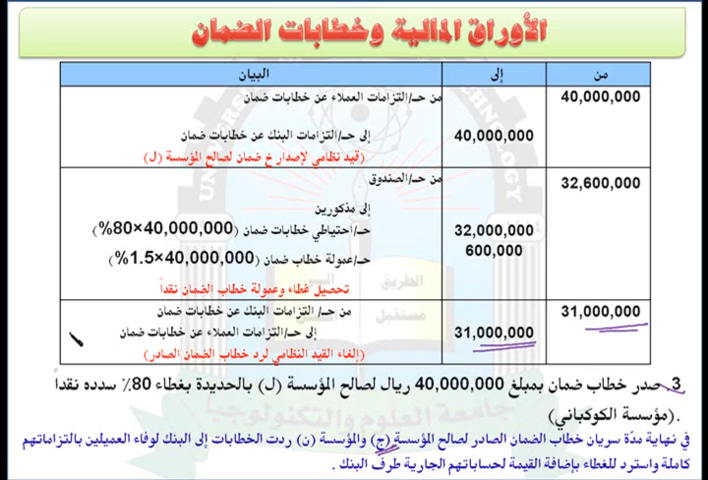 الأوراق المالية وخطابات الضمان
من إلى البيان
40,000,000 من حـ/التزامات العملاء عن خطابات ضمان
40,000,000 إلى حـ/التزامات البنك عن خطابات ضمان
(قيد نظامي لإصدار خ ضمان لصالح المؤسسة (ل)
32,600,000 من حـ/الصندوق
إلى مذكورين
32,000,000 حـ/احتياطي خطابات ضمان (40,000,000×80%)
600,000 حـ/عمولة خطاب ضمان (40,000,000×1.5%)
تحصيل غطاء وعمولة خطاب الضمان نقداً
31,000,000 من حـ/ التزامات البنك عن خطابات ضمان
31,000,000 إلى حـ/التزامات العملاء عن خطابات ضمان
(إلغاء القيد النظامي لرد خطاب الضمان الصادر)
3. صدر خطاب ضمان بمبلغ 40,000,000 ريال لصالح المؤسسة (ل) بالحديدة بغطاء 80٪ سدده نقداً
.(مؤسسة الكوكباني)
في نهاية مدّة سريان خطاب الضمان الصادر لصالح المؤسسة (ج) والمؤسسة (ن) ردت الخطابات إلى البنك لوفاء العميلين بالتزاماتهم
كاملة واسترد للغطاء بإضافة القيمة لحساباتهم الجارية طرف البنك .
جامعة العلوم والتكنولوجيا
الطريق
مستقبل